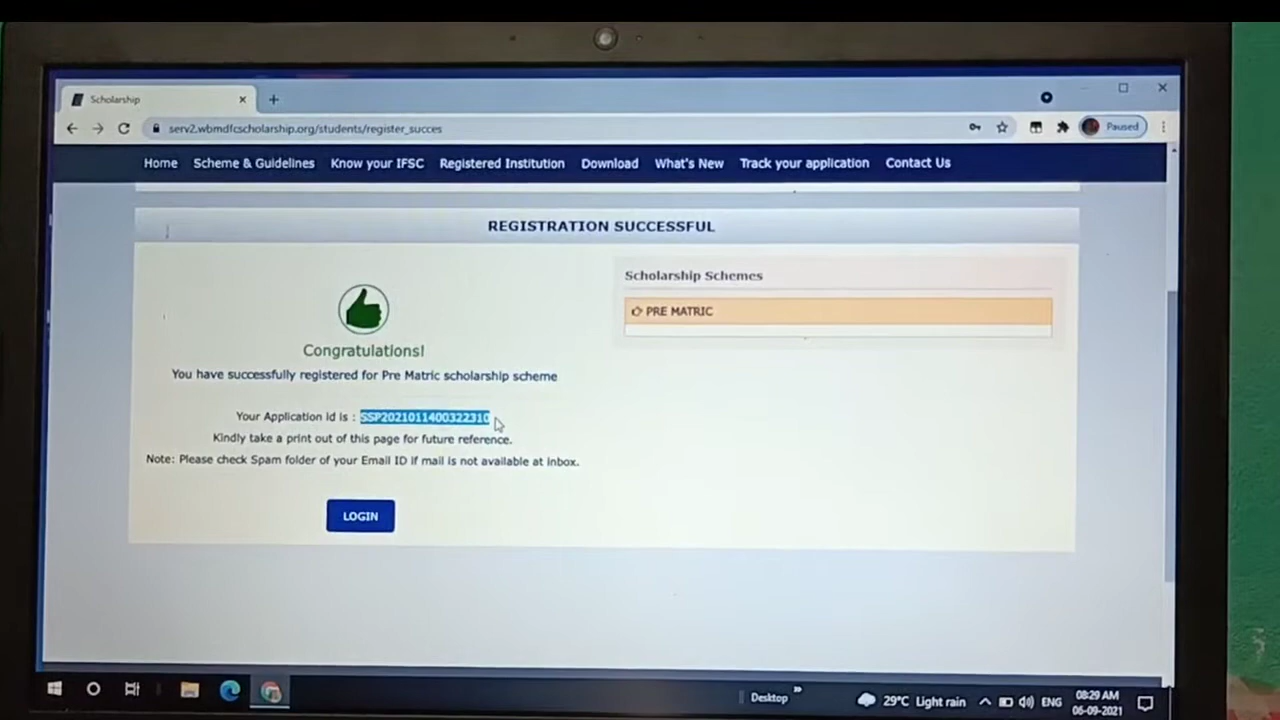 Scholarship
serv2.wbmdfcscholarship.org/students/register_succes
Paused
Home Scheme & Guidelines Know your IFSC Registered Institution Download What's New Track your application Contact Us
REGISTRATION SUCCESSFUL
Scholarship Schemes
PRE MATRIC
Congratulations!
You have successfully registered for Pre Matric scholarship scheme
Your Application Id is : SSP2021011400322310
Kindly take a print out of this page for future reference.
Note: Please check Spam folder of your Email ID if mail is not available at inbox.
LOGIN
Desktop
29°C Light rain
ENG
08:29 AM
06-09-2021